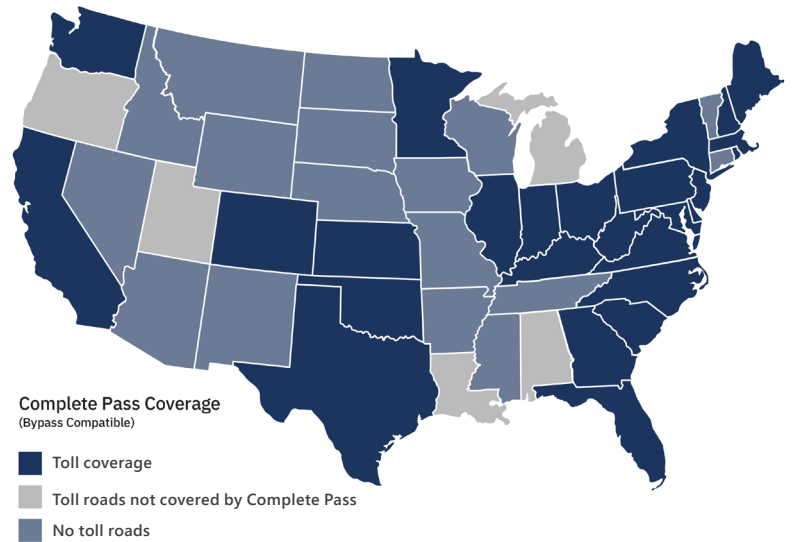 Complete Pass Coverage
(Bypass Compatible)
Toll coverage
Toll roads not covered by Complete Pass
No toll roads